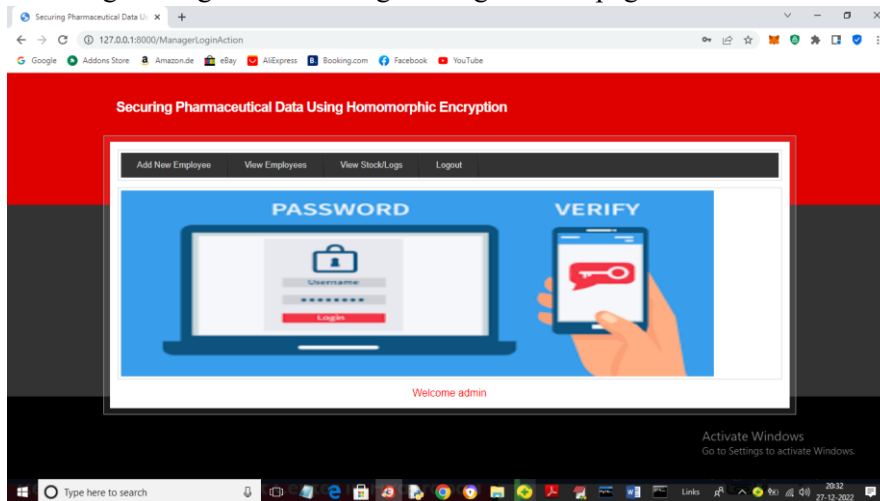 Securing Pharmaceutical Data U
127.0.0.1:8000/ManagerLoginAction
Google Addons Store Amazon.de eBay AliExpress Booking.com Facebook YouTube
Securing Pharmaceutical Data Using Homomorphic Encryption
Add New Employee View Employees View Stock/Logs Logout
PASSWORD VERIFY
Username
Login
Welcome admin
Activate Windows
Go to Settings to activate Windows.
Type here to search
Links
20:32
27-12-2022